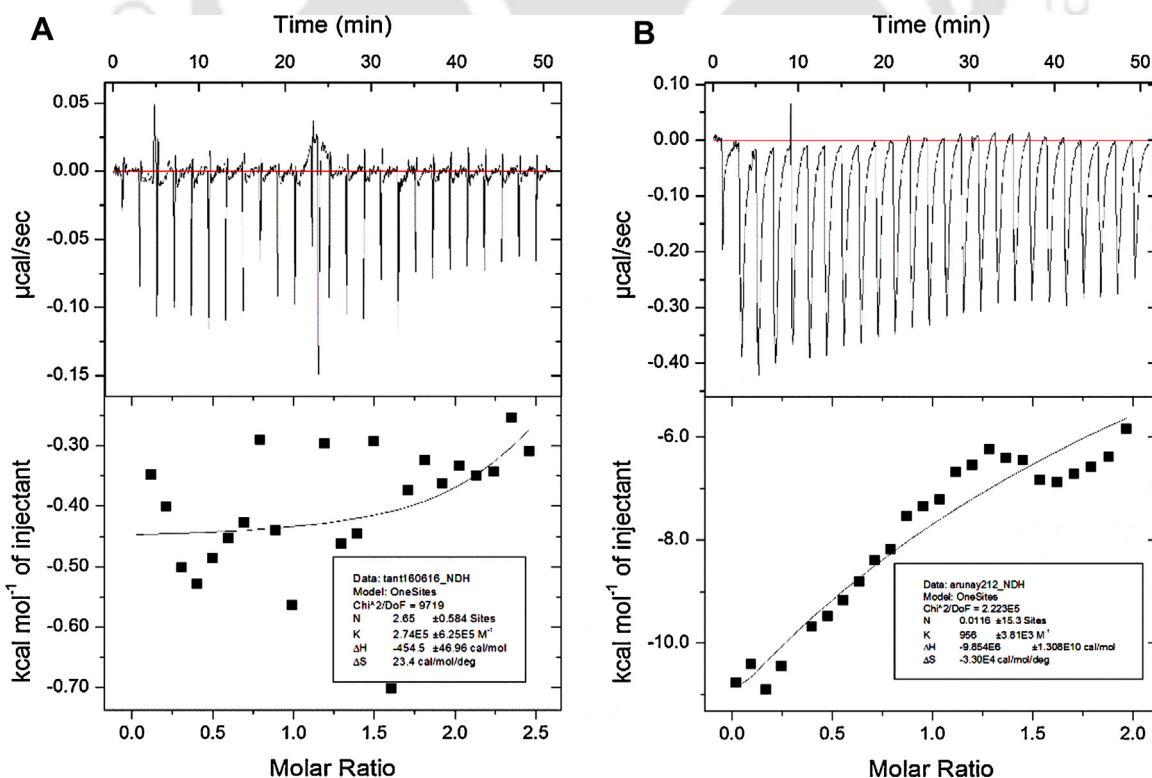 A
Time (min)
0 10 20 30 40 50
0.05
0.00
-0.05
-0.10
-0.15
µcal/sec
-0.30
-0.40
-0.50
-0.60
-0.70
kcal mol⁻¹ of injectant
Data: tant160616_NDH
Model: OneSites
Chi^2/DoF = 9719
N 2.65 ±0.584 Sites
K 2.74E5 ±6.25E5 M⁻¹
ΔH -454.5 ±46.96 cal/mol
ΔS 23.4 cal/mol/deg
0.0 0.5 1.0 1.5 2.0 2.5
Molar Ratio
B
Time (min)
0 10 20 30 40 50
0.10
0.00
-0.10
-0.20
-0.30
-0.40
µcal/sec
-6.0
-8.0
-10.0
kcal mol⁻¹ of injectant
Data: arunay212_NDH
Model: OneSites
Chi^2/DoF = 2.223E5
N 0.0116 ±15.3 Sites
K 956 ±3.81E3 M⁻¹
ΔH -9.854E6 ±1.308E10 cal/mol
ΔS -3.30E4 cal/mol/deg
0.0 0.5 1.0 1.5 2.0
Molar Ratio